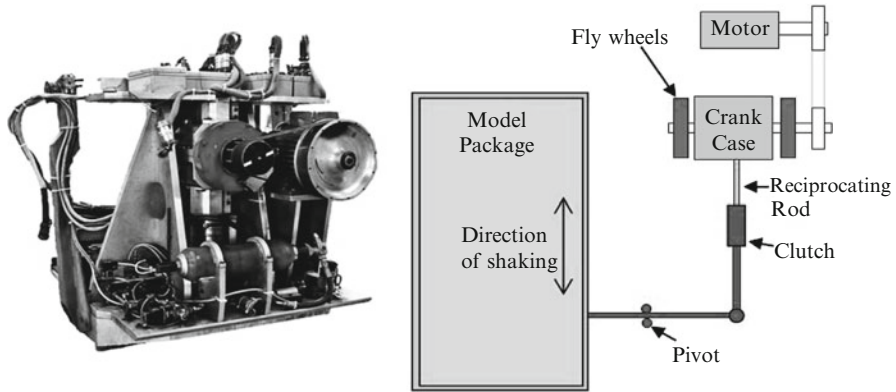 Motor
Fly wheels
Crank
Case
Model
Package
Reciprocating
Rod
Direction
of shaking
Clutch
Pivot